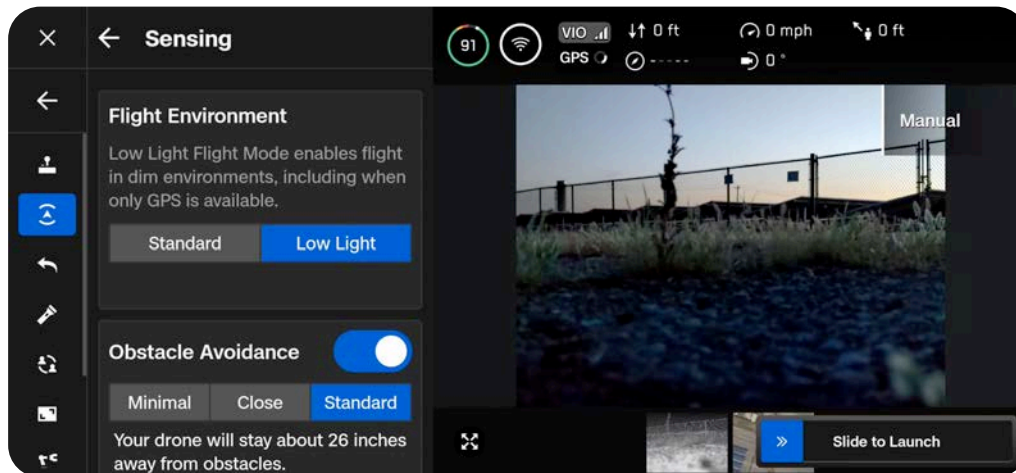 Sensing
Flight Environment
Low Light Flight Mode enables flight
in dim environments, including when
only GPS is available.
Standard
Low Light
Obstacle Avoidance
Minimal
Close
Standard
Your drone will stay about 26 inches
away from obstacles.
91
VIO
GPS
0 ft
-----
0 mph
0 °
0 ft
Manual
Slide to Launch